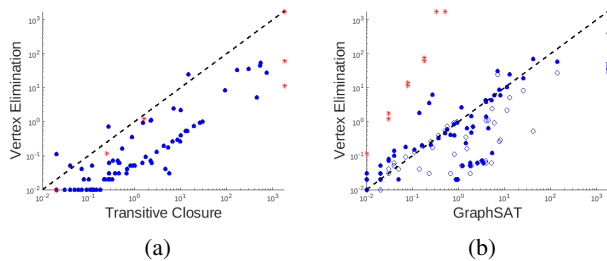 10³
10²
10¹
10⁰
10⁻¹
10⁻²
Vertex Elimination
10⁻² 10⁻¹ 10⁰ 10¹ 10² 10³
Transitive Closure
(a)
10³
10²
10¹
10⁰
10⁻¹
10⁻²
Vertex Elimination
10⁻² 10⁻¹ 10⁰ 10¹ 10² 10³
GraphSAT
(b)